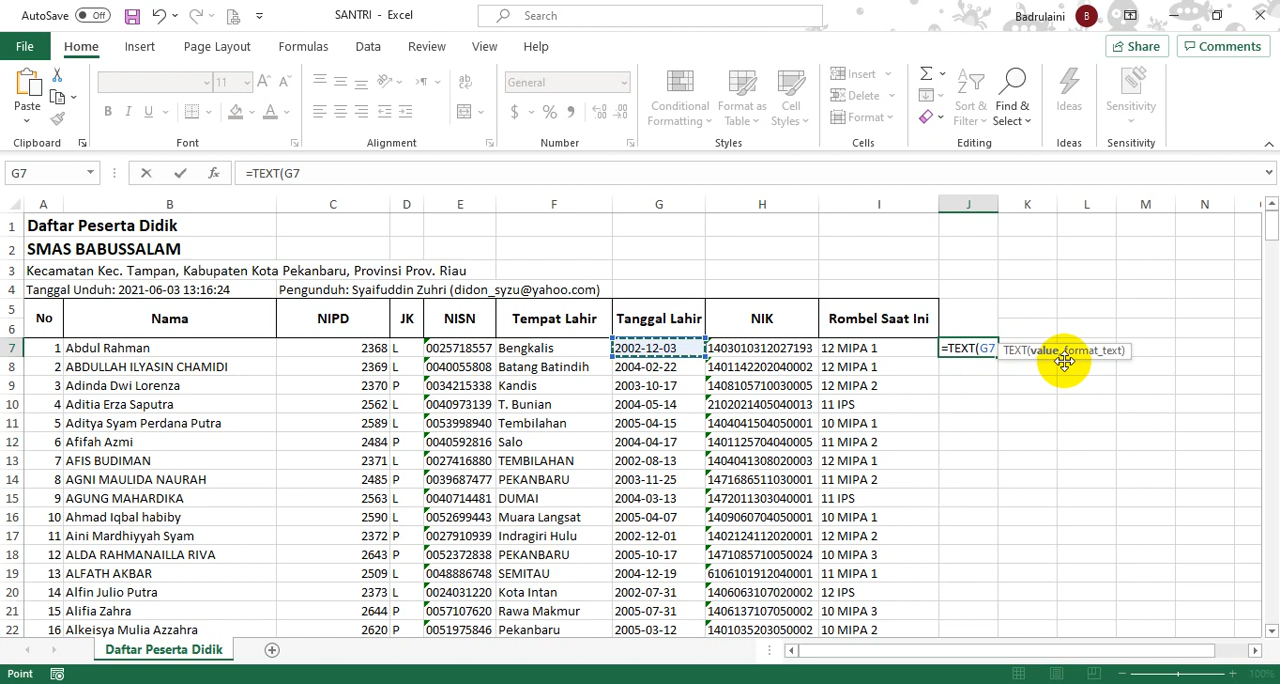 AutoSave Off SANTRI - Excel Search Badrulaini B
File Home Insert Page Layout Formulas Data Review View Help Share Comments
Paste 11 A A ab General $ % 9 Conditional Formatting Format as Table Cell Styles Insert Delete Format Sort & Filter Find & Select Ideas Sensitivity
Clipboard Font Alignment Number Styles Cells Editing Ideas Sensitivity
G7 fx =TEXT(G7
A B C D E F G H I J K L M N
1 Daftar Peserta Didik
2 SMAS BABUSSALAM
3 Kecamatan Kec. Tampan, Kabupaten Kota Pekanbaru, Provinsi Prov. Riau
4 Tanggal Unduh: 2021-06-03 13:16:24 Pengunduh: Syaifuddin Zuhri (didon_syzu@yahoo.com)
5
6 No Nama NIPD JK NISN Tempat Lahir Tanggal Lahir NIK Rombel Saat Ini
7 1 Abdul Rahman 2368 L 0025718557 Bengkalis 2002-12-03 1403010312027193 12 MIPA 1 =TEXT(G7 TEXT(value, format_text)
8 2 ABDULLAH ILYASIN CHAMIDI 2369 L 0040055808 Batang Batindih 2004-02-22 1401142202040002 12 MIPA 1
9 3 Adinda Dwi Lorenza 2370 P 0034215338 Kandis 2003-10-17 1408105710030005 12 MIPA 2
10 4 Aditia Erza Saputra 2562 L 0040973139 T. Bunian 2004-05-14 2102021405040013 11 IPS
11 5 Aditya Syam Perdana Putra 2589 L 0053998940 Tembilahan 2005-04-15 1404041504050001 10 MIPA 1
12 6 Afifah Azmi 2484 P 0040592816 Salo 2004-04-17 1401125704040005 11 MIPA 2
13 7 AFIS BUDIMAN 2371 L 0027416880 TEMBILAHAN 2002-08-13 1404041308020003 12 MIPA 1
14 8 AGNI MAULIDA NAURAH 2485 P 0039687477 PEKANBARU 2003-11-25 1471686511030001 11 MIPA 2
15 9 AGUNG MAHARDIKA 2563 L 0040714481 DUMAI 2004-03-13 1472011303040001 11 IPS
16 10 Ahmad Iqbal habiby 2590 L 0052699443 Muara Langsat 2005-04-07 1409060704050001 10 MIPA 1
17 11 Aini Mardhiyyah Syam 2372 P 0027910939 Indragiri Hulu 2002-12-01 1402124112020001 12 MIPA 2
18 12 ALDA RAHMANAILLA RIVA 2643 P 0052372838 PEKANBARU 2005-10-17 1471085710050024 10 MIPA 3
19 13 ALFATH AKBAR 2509 L 0048886748 SEMITAU 2004-12-19 6106101912040001 11 MIPA 1
20 14 Alfin Julio Putra 2373 L 0024031220 Kota Intan 2002-07-31 1406063107020002 12 IPS
21 15 Alifia Zahra 2644 P 0057107620 Rawa Makmur 2005-07-31 1406137107050002 10 MIPA 3
22 16 Alkeisya Mulia Azzahra 2620 P 0051975846 Pekanbaru 2005-03-12 1401035203050002 10 MIPA 2
Daftar Peserta Didik
Point 100%